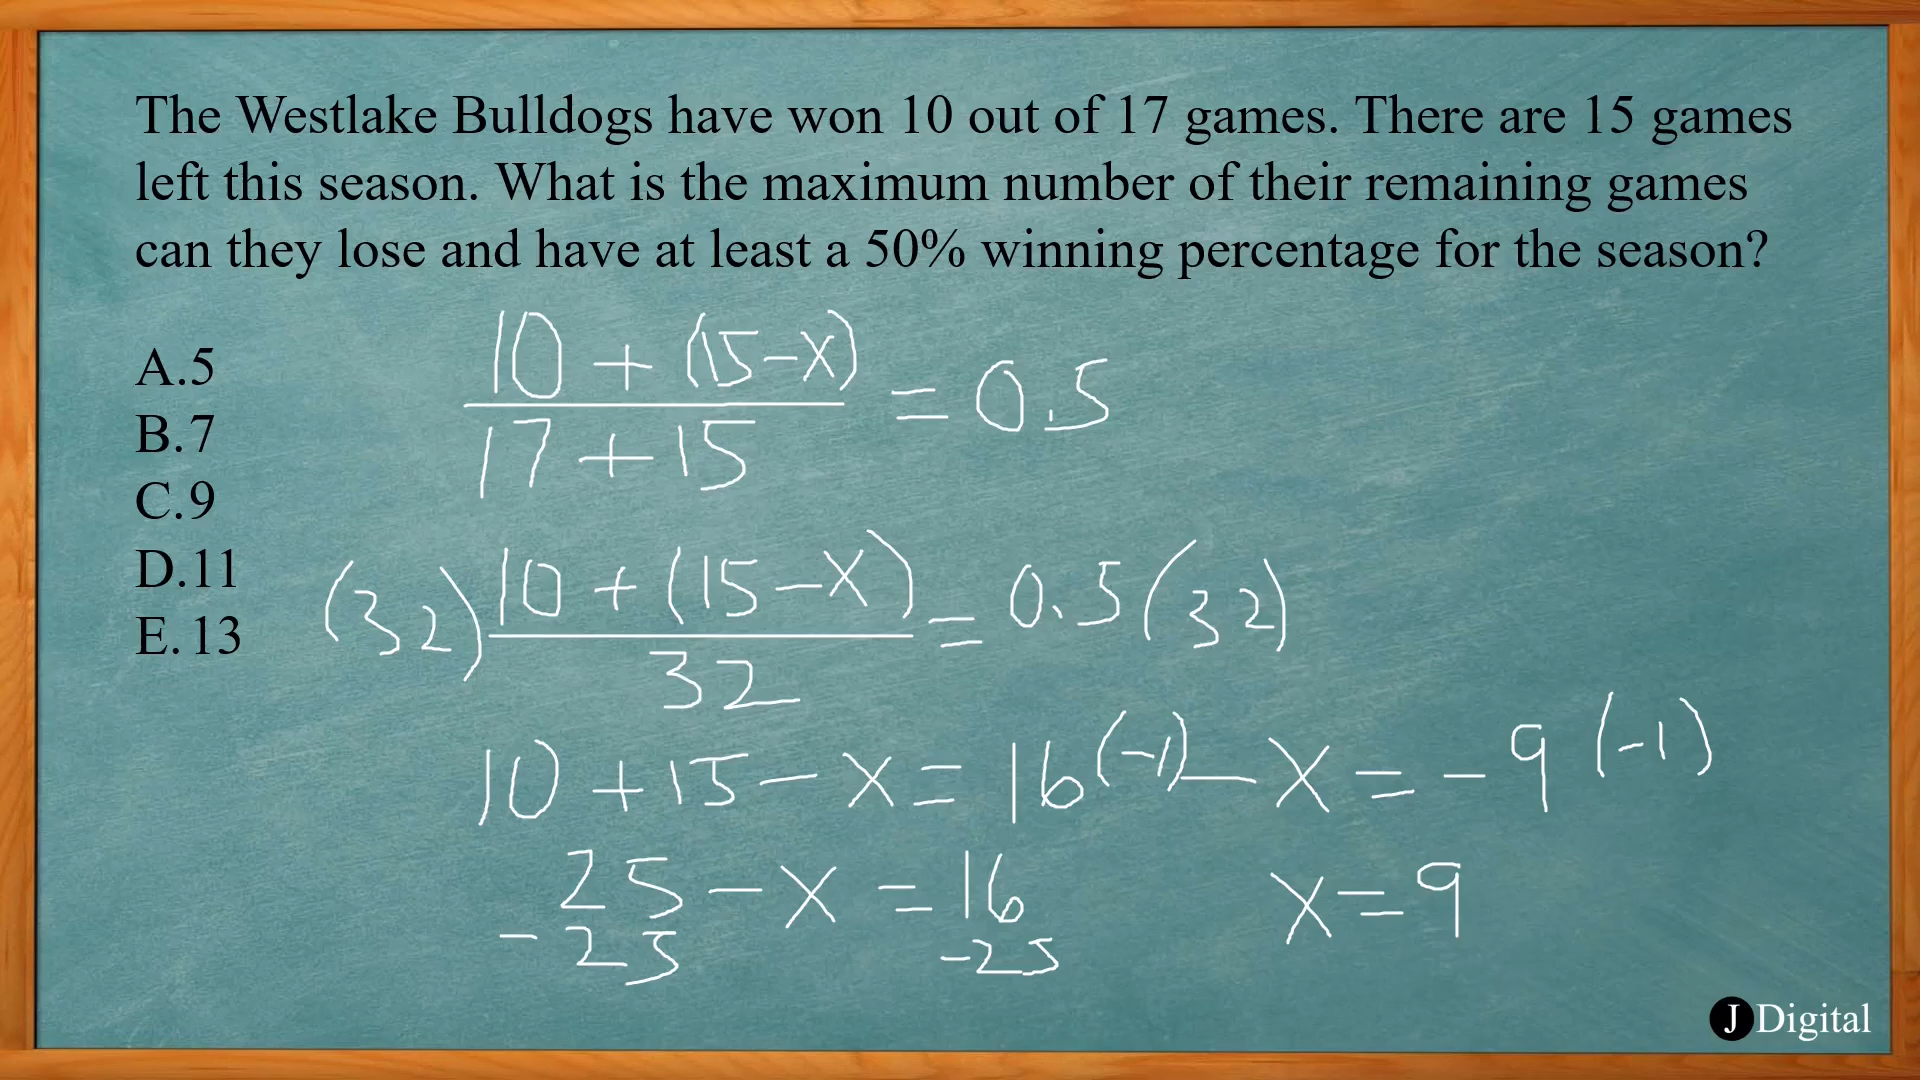 The Westlake Bulldogs have won 10 out of 17 games. There are 15 games
left this season. What is the maximum number of their remaining games
can they lose and have at least a 50% winning percentage for the season?
A.5
B.7
C.9
D.11
E.13
10 + (15-x)
17 + 15
= 0.5
(32) 10 + (15-x)
32
= 0.5 (32)
10 + 15 - x = 16
25 - x = 16
-25 -25
(-1) - x = -9 (-1)
x = 9
J Digital